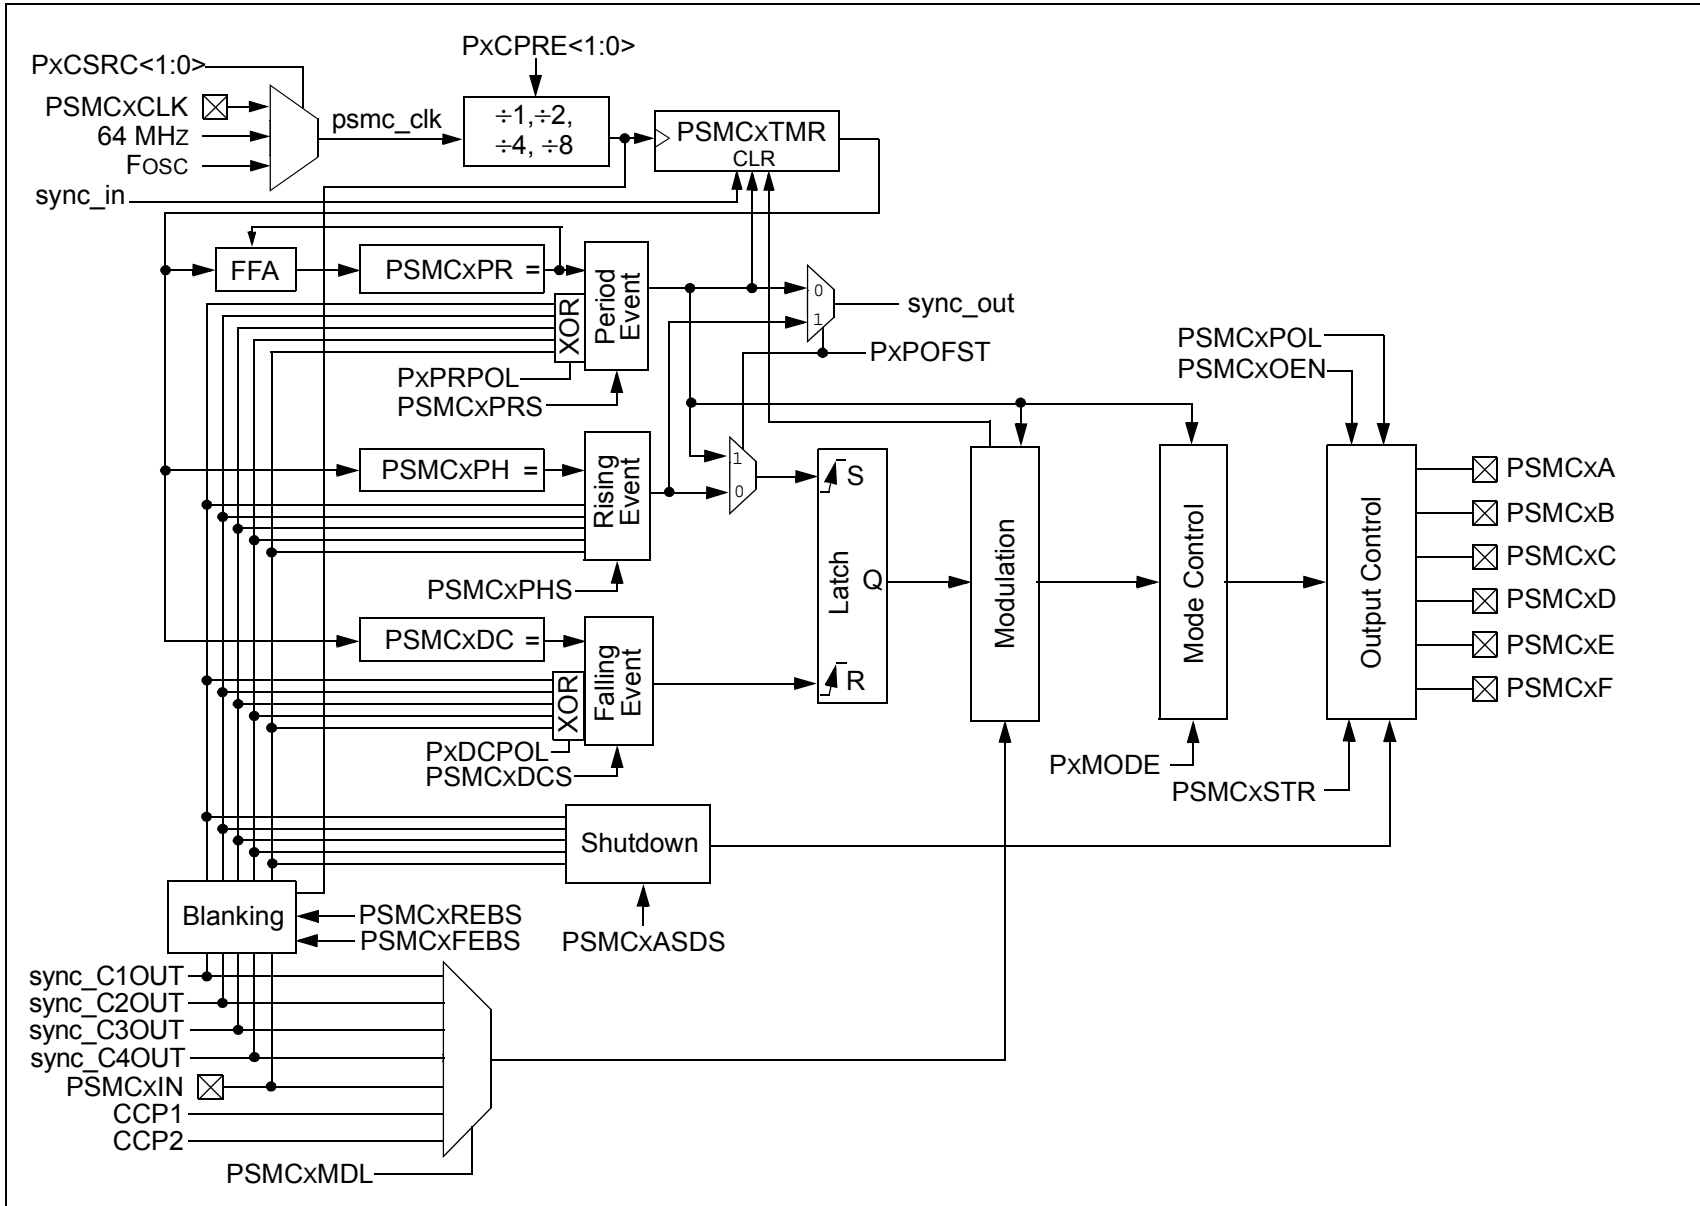 PxCPRE<1:0>
PxCSRC<1:0>
PSMCxCLK
64 MHz
FOSC
psmc_clk
÷1,÷2,
÷4, ÷8
PSMCxTMR
CLR
sync_in
FFA
PSMCxPR =
XOR
Period
Event
PxPRPOL
PSMCxPRS
0
1
sync_out
PxPOFST
PSMCxPH =
Rising
Event
PSMCxPHS
1
0
PSMCxDC =
XOR
Falling
Event
PxDCPOL
PSMCxDCS
S
R
Latch
Q
Modulation
Mode Control
PxMODE
PSMCxPOL
PSMCxOEN
Output Control
PSMCxSTR
PSMCxA
PSMCxB
PSMCxC
PSMCxD
PSMCxE
PSMCxF
Shutdown
PSMCxASDS
Blanking
PSMCxREBS
PSMCxFEBS
sync_C1OUT
sync_C2OUT
sync_C3OUT
sync_C4OUT
PSMCxIN
CCP1
CCP2
PSMCxMDL